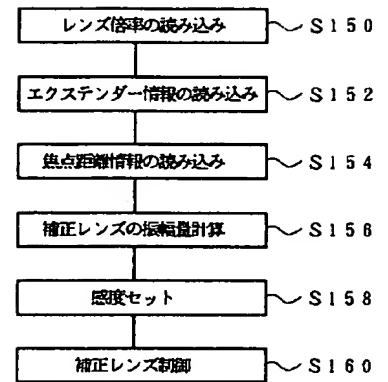 レンズ倍率の読み込み S150
エクステンダー情報の読み込み S152
焦点距離情報の読み込み S154
補正レンズの振幅量計算 S156
感度セット S158
補正レンズ制御 S160